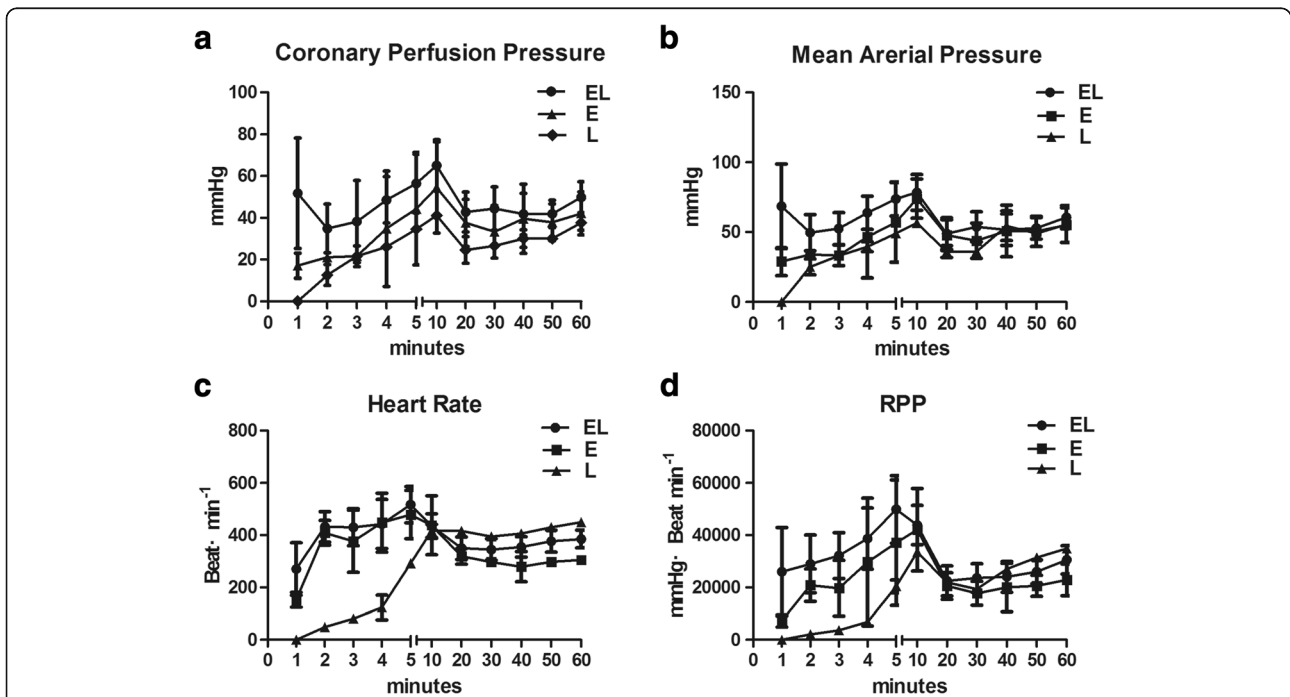 a
Coronary Perfusion Pressure
EL
E
L
100
80
60
40
20
0
mmHg
0 1 2 3 4 5 10 20 30 40 50 60
minutes
b
Mean Arerial Pressure
EL
E
L
150
100
50
0
mmHg
0 1 2 3 4 5 10 20 30 40 50 60
minutes
c
Heart Rate
EL
E
L
800
600
400
200
0
Beat· min⁻¹
0 1 2 3 4 5 10 20 30 40 50 60
minutes
d
RPP
EL
E
L
80000
60000
40000
20000
0
mmHg· Beat min⁻¹
0 1 2 3 4 5 10 20 30 40 50 60
minutes